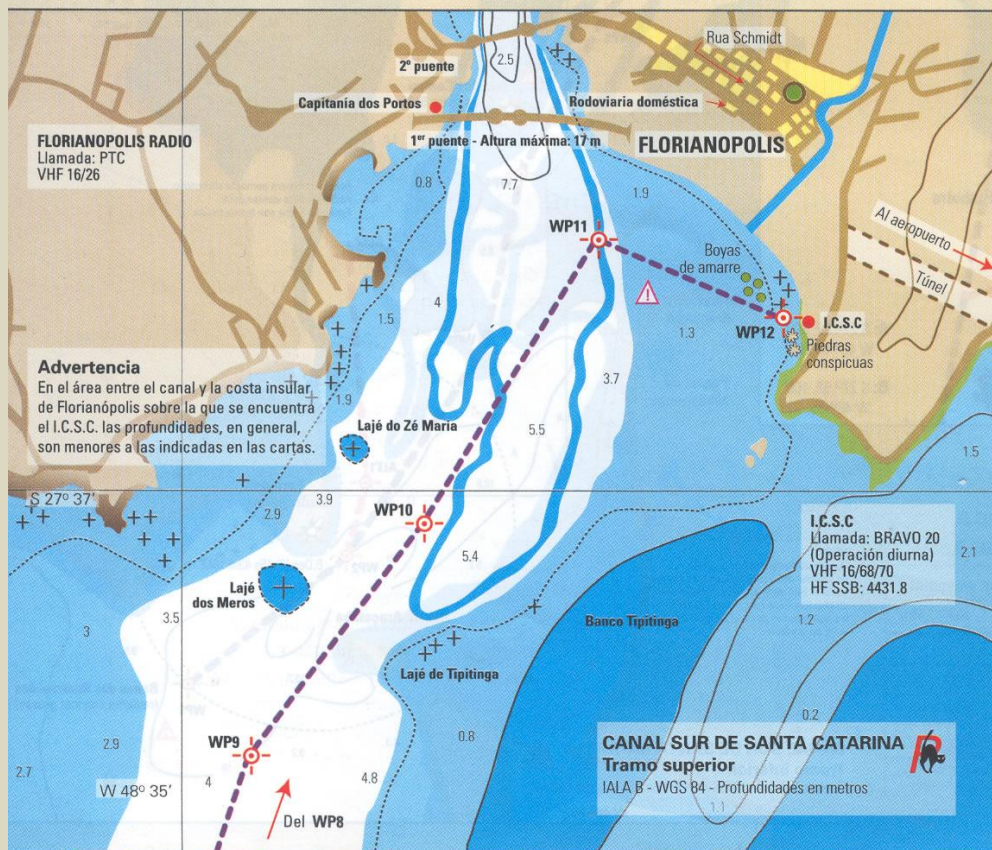 2.5
2º puente
Rua Schmidt
Capitanía dos Portos
Rodoviaria doméstica
FLORIANOPOLIS RADIO
Llamada: PTC
VHF 16/26
1er puente - Altura máxima: 17 m
FLORIANOPOLIS
0.8
7.7
1.9
WP11
Al aeropuerto
Túnel
Boyas
de amarre
4
1.5
1.3
WP12
I.C.S.C
Piedras
conspicuas
Advertencia
En el área entre el canal y la costa insular
de Florianópolis sobre la que se encuentra
el I.C.S.C. las profundidades, en general,
son menores a las indicadas en las cartas.
1.9
3.7
Lajé do Zé Maria
5.5
1.5
S 27º 37'
3.9
2.9
WP10
5.4
I.C.S.C
Llamada: BRAVO 20
(Operación diurna)
VHF 16/68/70
HF SSB: 4431.8
2.1
Lajé
dos Meros
3
3.5
Banco Tipitinga
1.2
Lajé de Tipitinga
0.2
2.9
WP9
0.8
2.7
4
4.8
W 48º 35'
Del WP8
CANAL SUR DE SANTA CATARINA
Tramo superior
IALA B - WGS 84 - Profundidades en metros
1.1